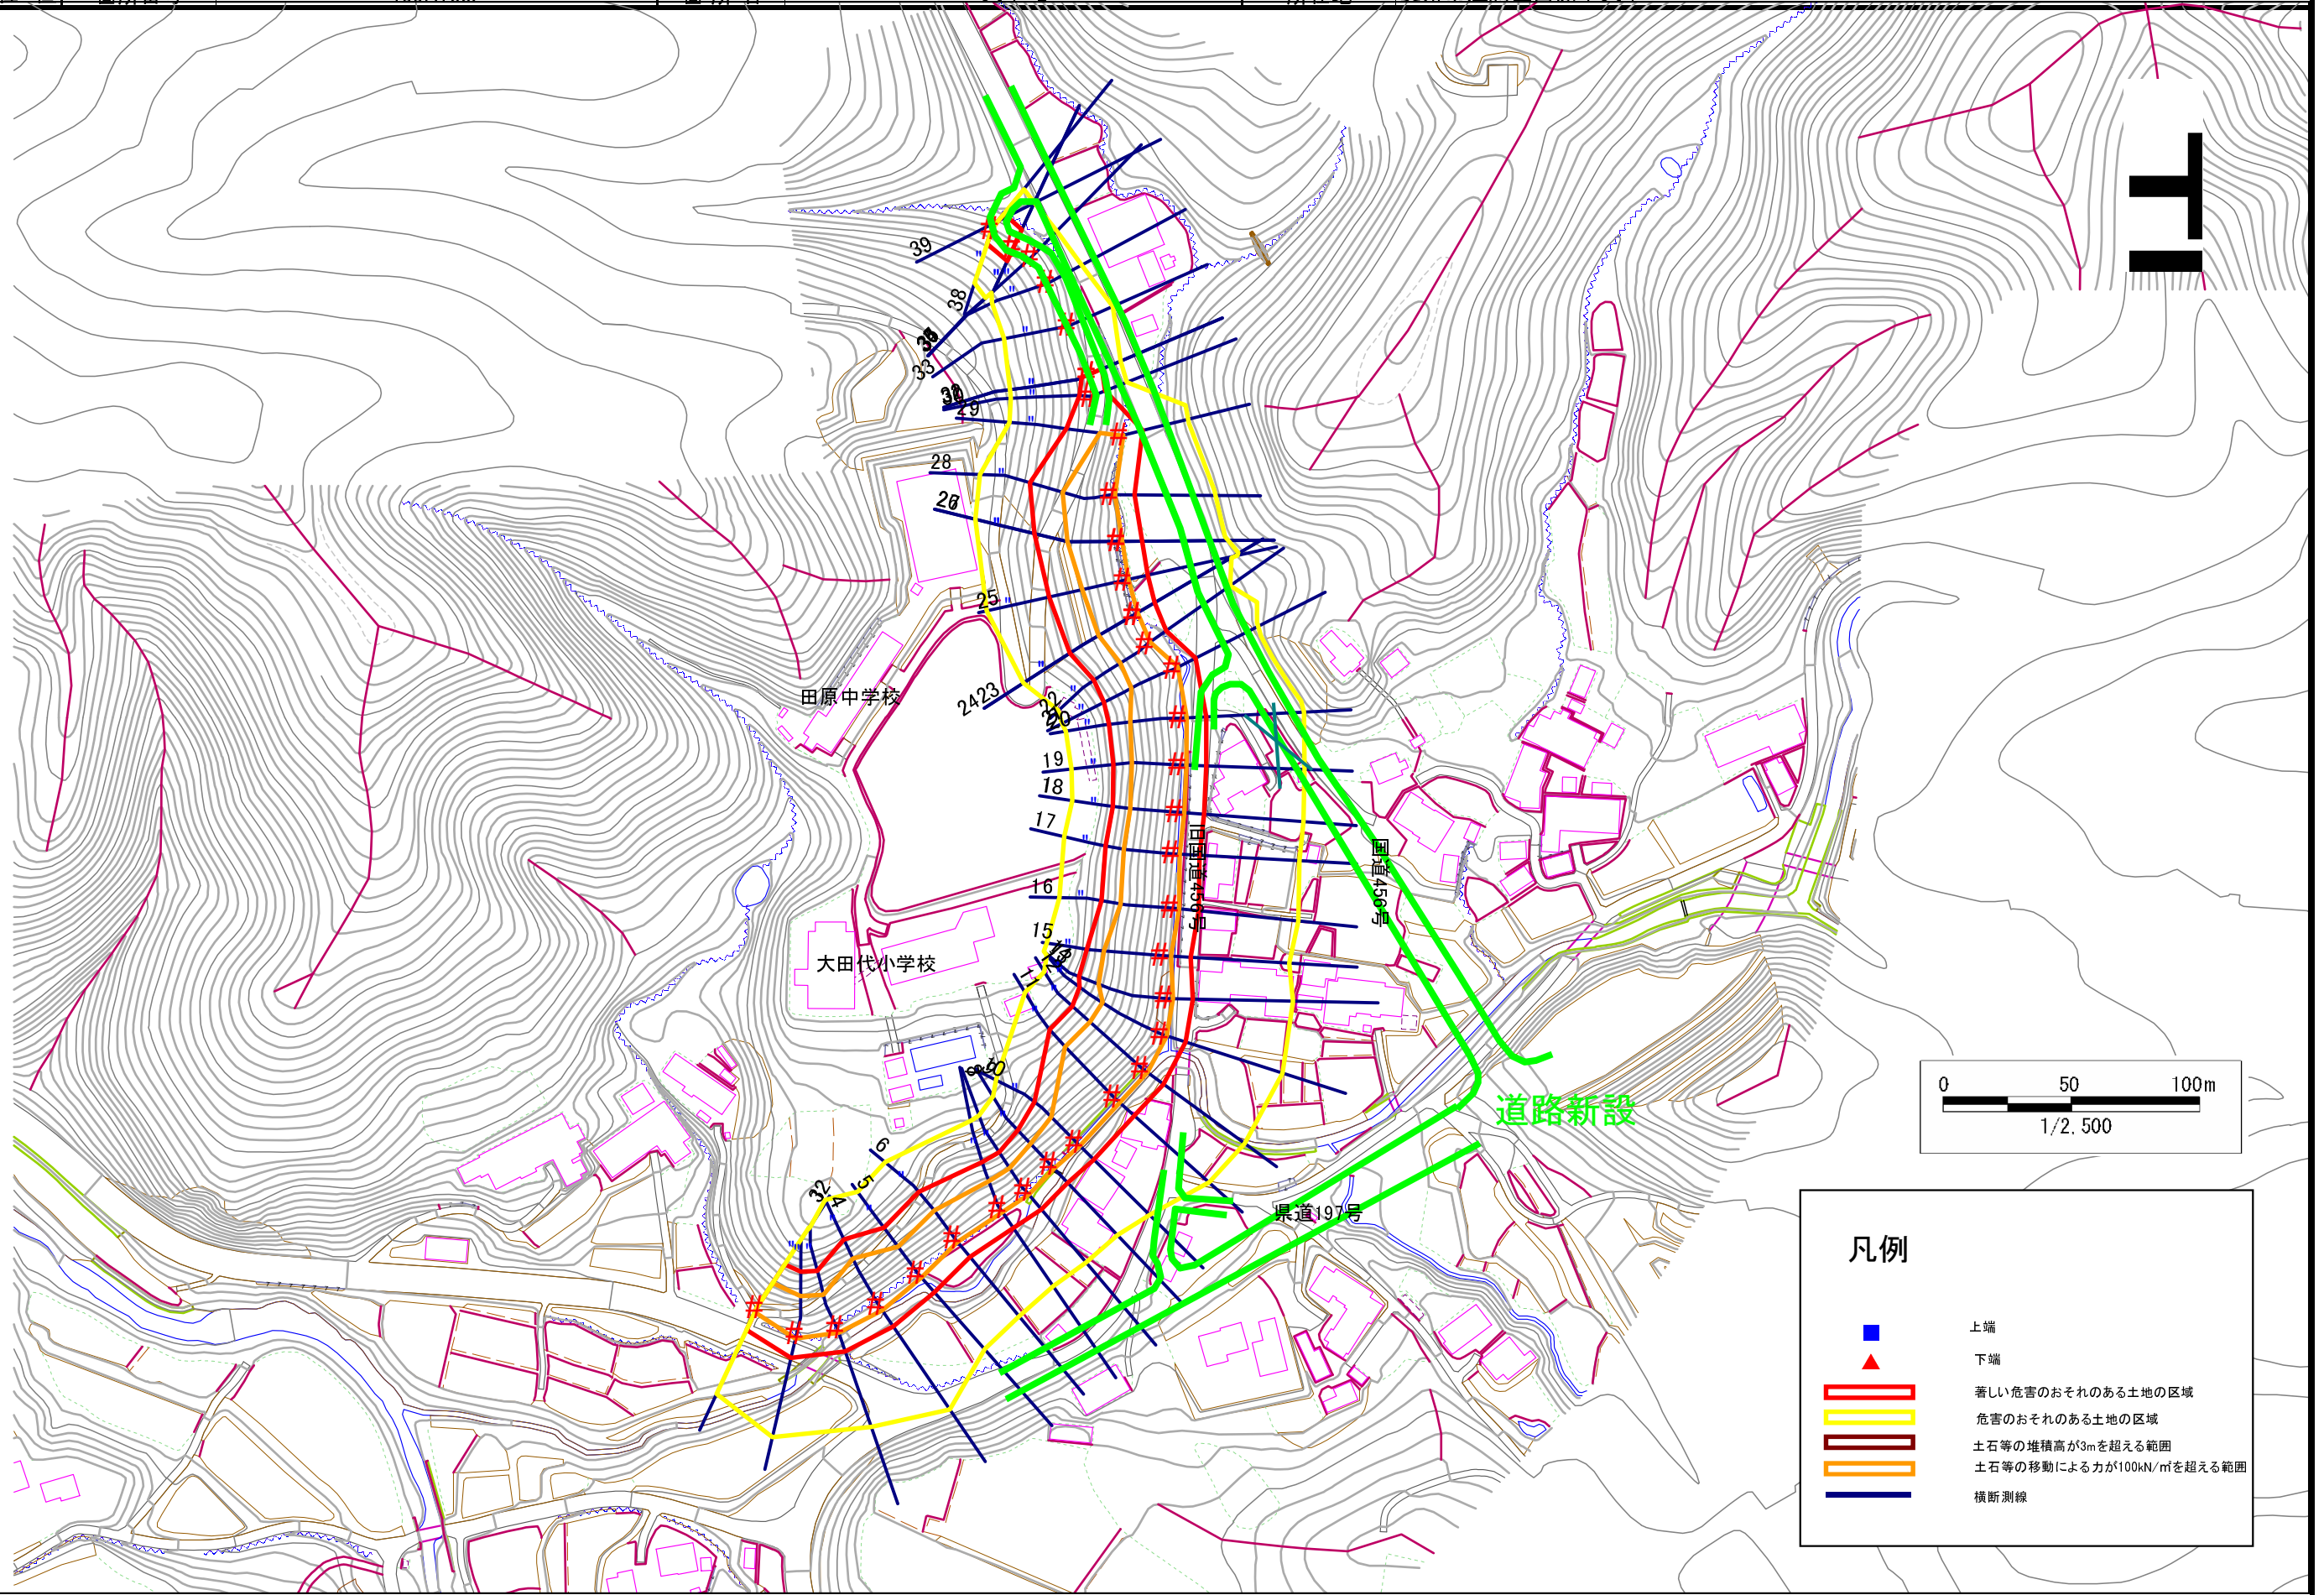 39
38
33
29
28
25
24
23
20
19
18
17
16
15
11
10
6
5
4
32
田原中学校
大田代小学校
旧国道456号
国道456号
道路新設
県道197号
0 50 100m
1/2,500
凡例
上端
下端
著しい危害のおそれのある土地の区域
危害のおそれのある土地の区域
土石等の堆積高が3mを超える範囲
土石等の移動による力が100kN/㎡を超える範囲
横断測線